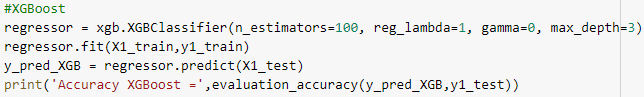 #XGBoost
regressor = xgb.XGBClassifier(n_estimators=100, reg_lambda=1, gamma=0, max_depth=3)
regressor.fit(X1_train,y1_train)
y_pred_XGB = regressor.predict(X1_test)
print('Accuracy XGBoost =',evaluation_accuracy(y_pred_XGB,y1_test))